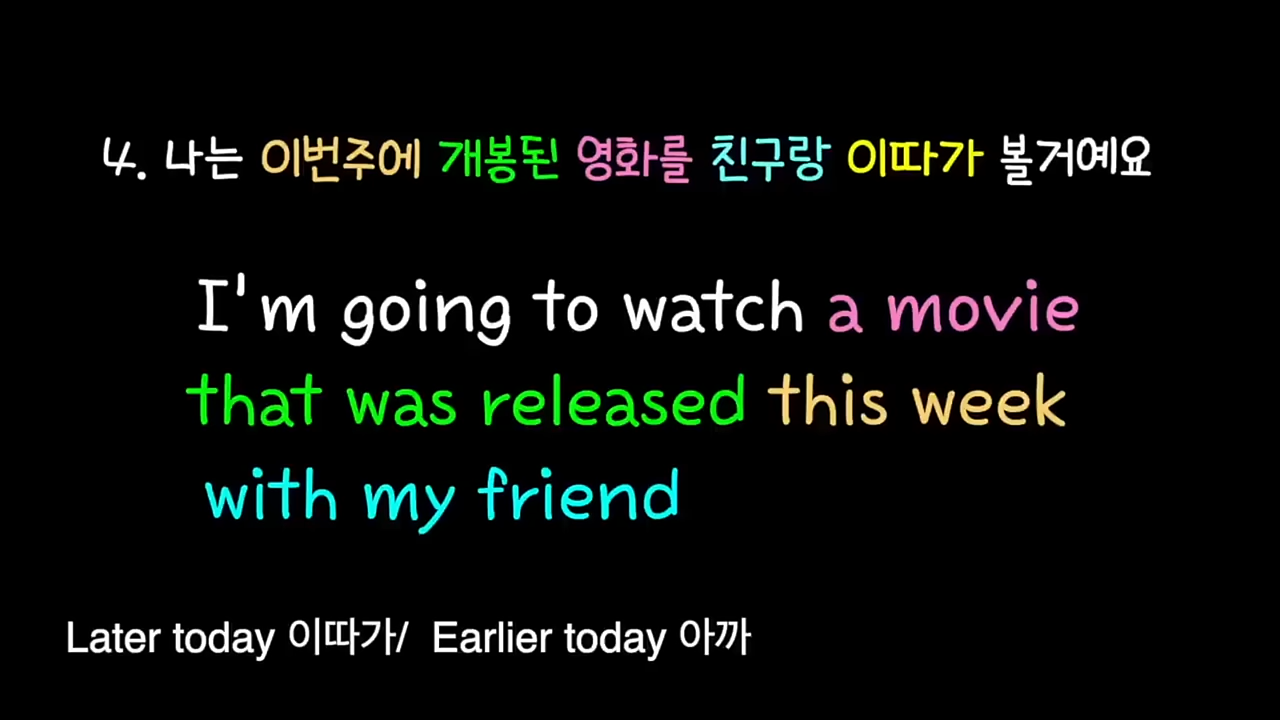 4. 나는 이번주에 개봉된 영화를 친구랑 이따가 볼거예요
I'm going to watch a movie
that was released this week
with my friend
Later today 이따가/ Earlier today 아까